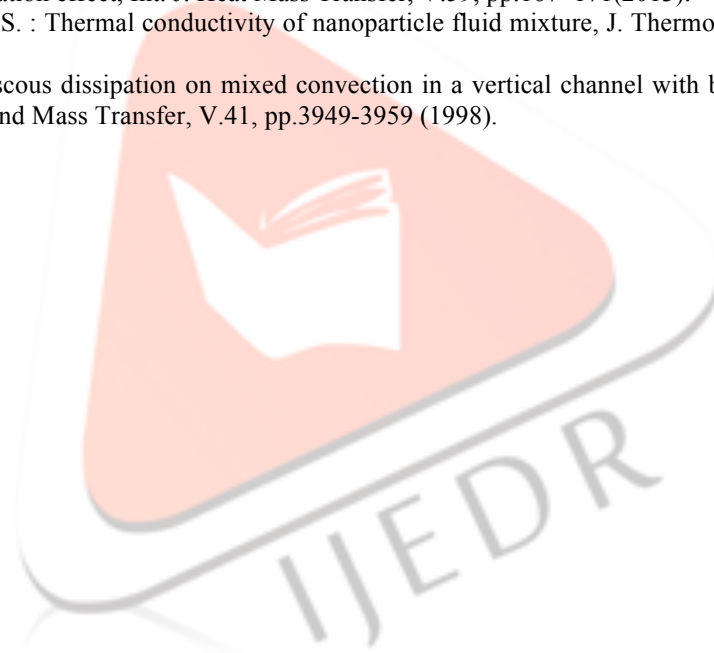 S. : Thermal conductivity of nanoparticle fluid mixture, J. Thermo
scous dissipation on mixed convection in a vertical channel with b
nd Mass Transfer, V.41, pp.3949-3959 (1998).
IJEDR